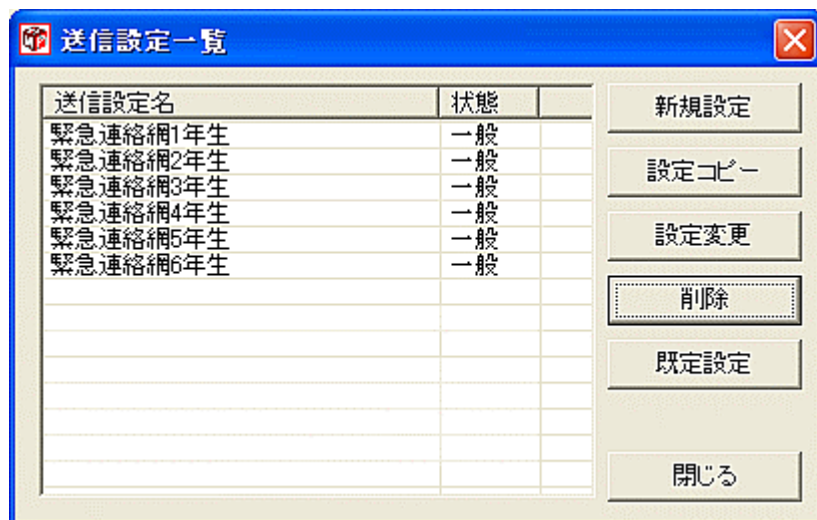 送信設定一覧
送信設定名 状態
緊急連絡網1年生 一般
緊急連絡網2年生 一般
緊急連絡網3年生 一般
緊急連絡網4年生 一般
緊急連絡網5年生 一般
緊急連絡網6年生 一般
新規設定
設定コピー
設定変更
削除
既定設定
閉じる